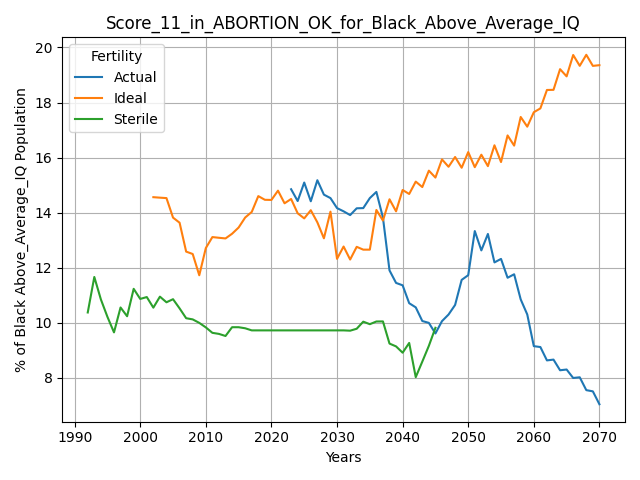 Score_11_in_ABORTION_OK_for_Black_Above_Average_IQ
% of Black Above_Average_IQ Population
20
18
16
14
12
10
8
Fertility
Actual
Ideal
Sterile
1990 2000 2010 2020 2030 2040 2050 2060 2070
Years